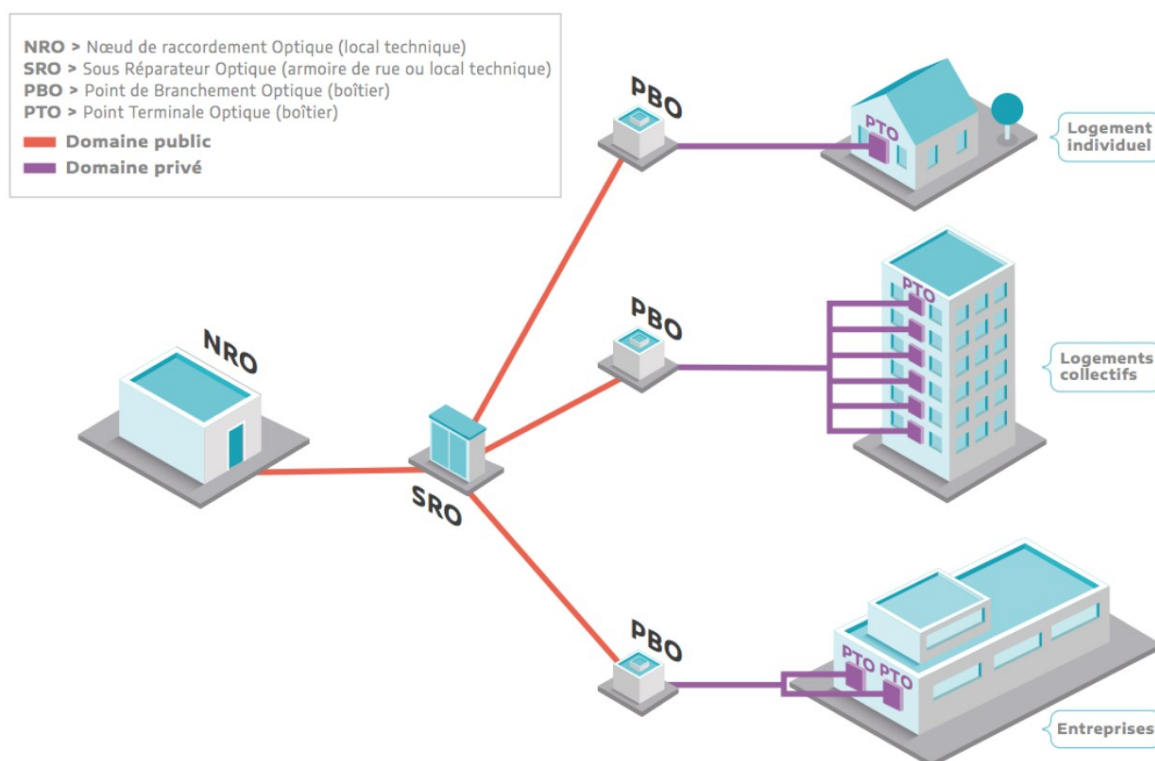 NRO > Nœud de raccordement Optique (local technique)
SRO > Sous Réparateur Optique (armoire de rue ou local technique)
PBO > Point de Branchement Optique (boîtier)
PTO > Point Terminale Optique (boîtier)
Domaine public
Domaine privé
PBO
PTO
Logement
individuel
NRO
PBO
PTO
Logements
collectifs
SRO
PBO
PTO PTO
Entreprises